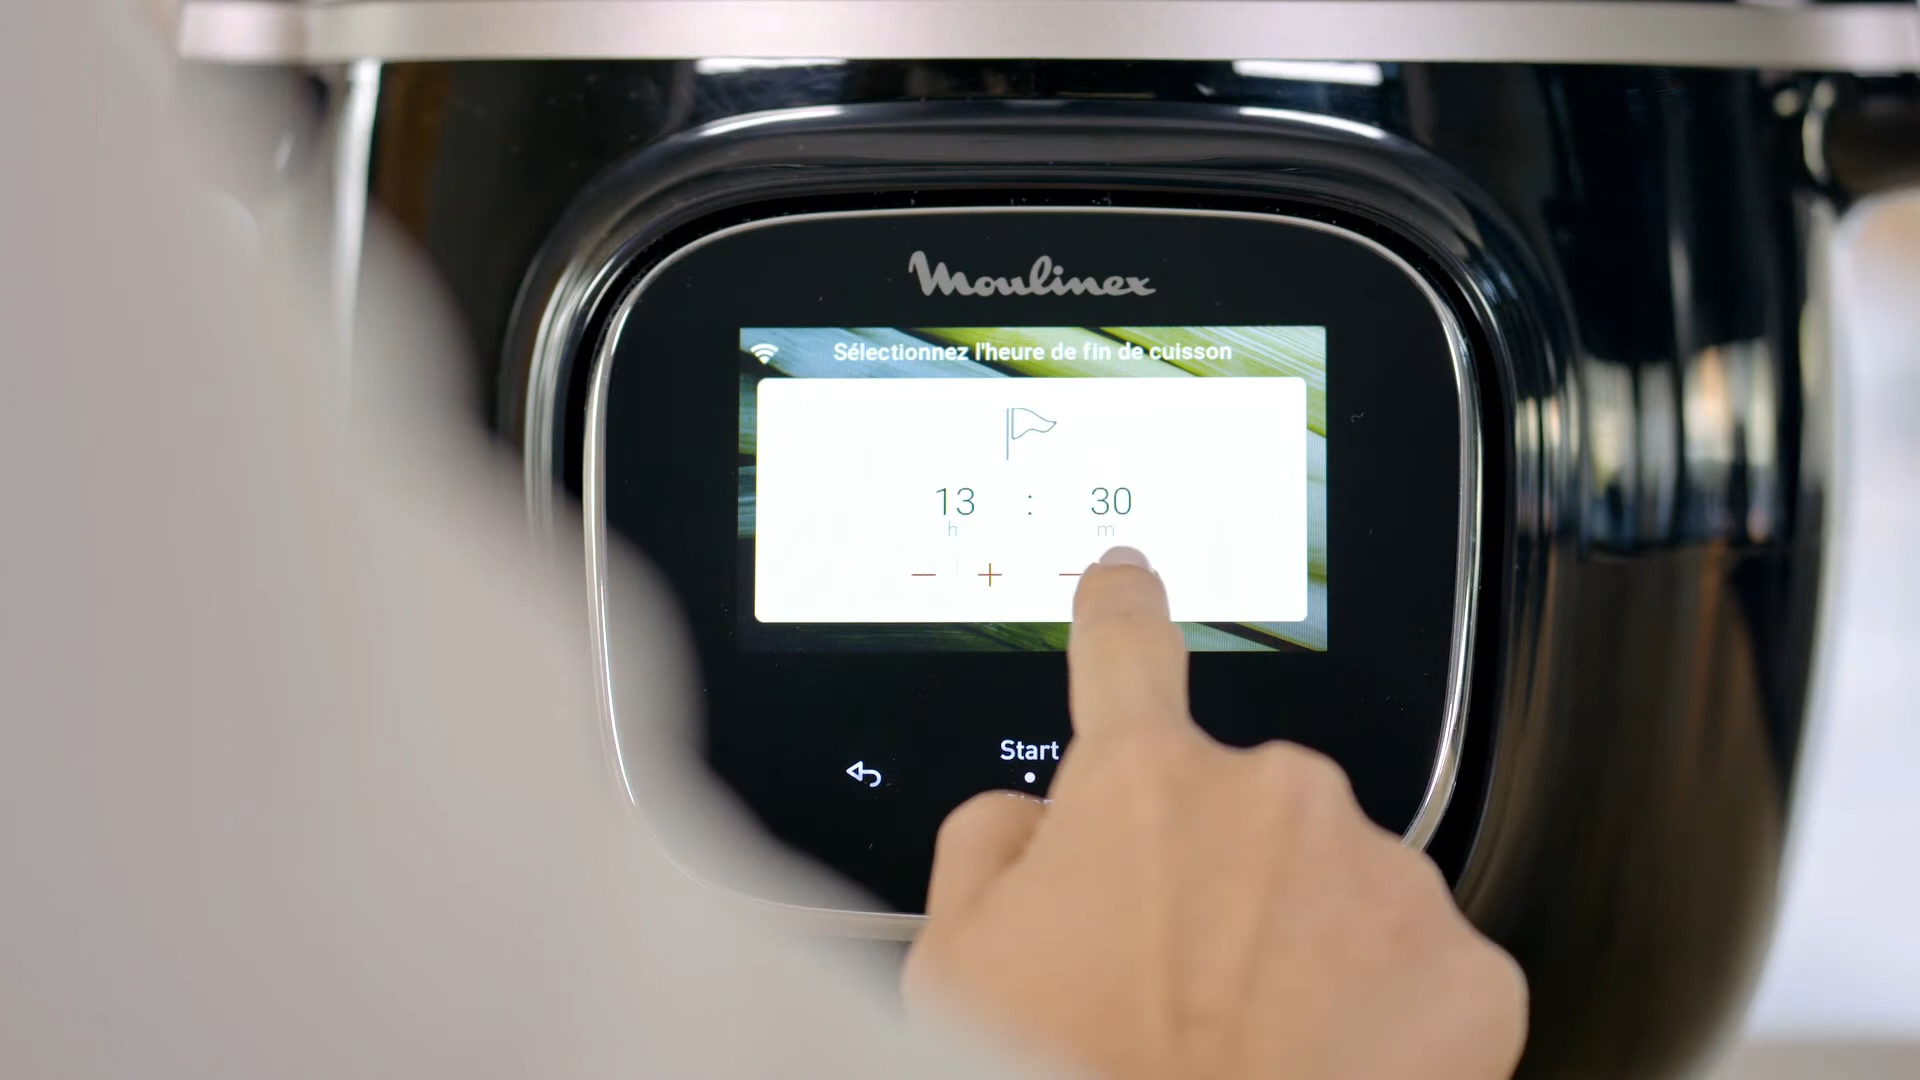 Moulinex
Sélectionnez l'heure de fin de cuisson
13 : 30
h m
− + −
Start